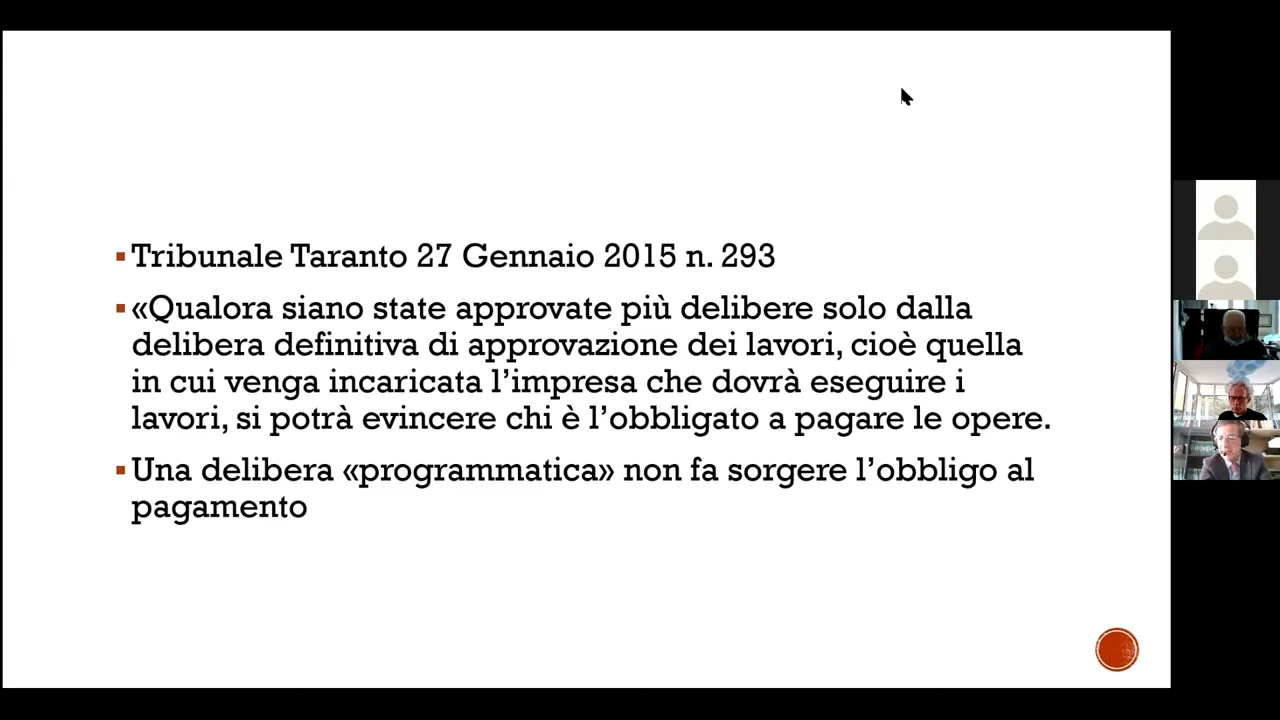 Tribunale Taranto 27 Gennaio 2015 n. 293
«Qualora siano state approvate più delibere solo dalla
delibera definitiva di approvazione dei lavori, cioè quella
in cui venga incaricata l’impresa che dovrà eseguire i
lavori, si potrà evincere chi è l’obbligato a pagare le opere.
Una delibera «programmatica» non fa sorgere l’obbligo al
pagamento